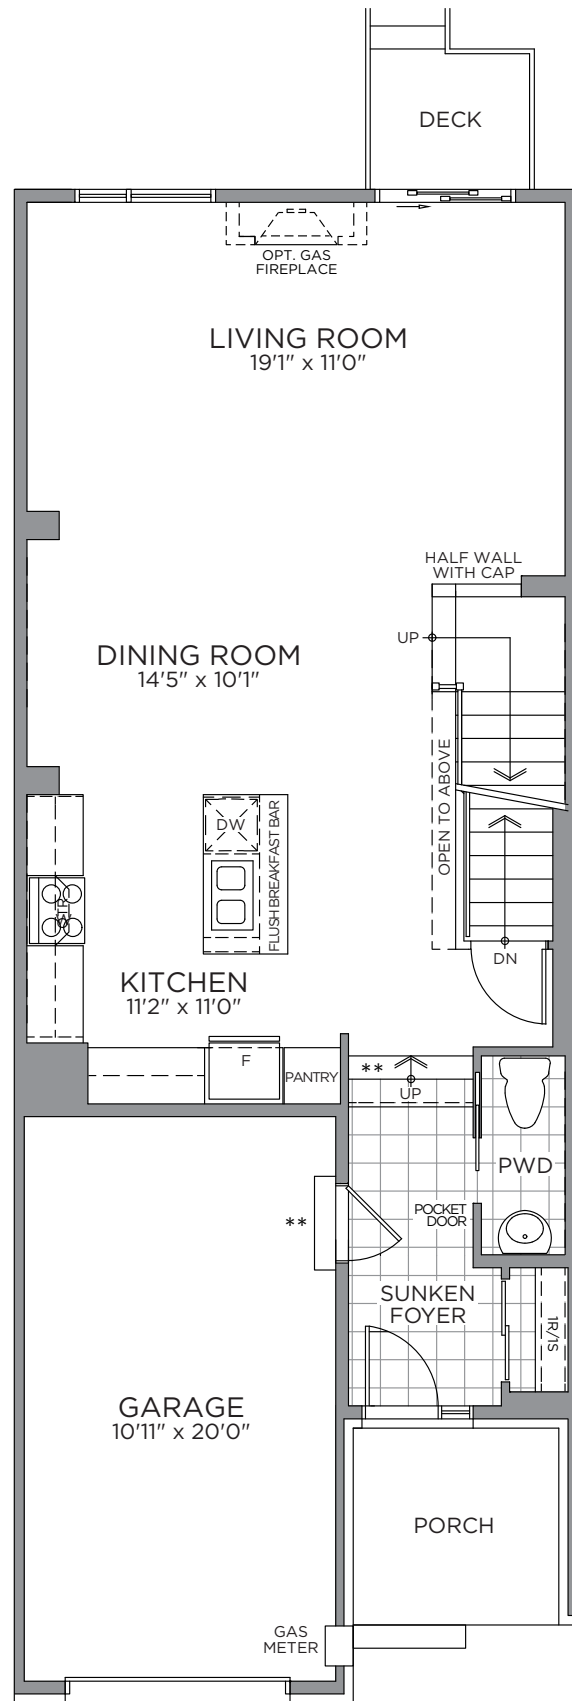 DECK
OPT. GAS
FIREPLACE
LIVING ROOM
19'1" x 11'0"
HALF WALL
WITH CAP
UP
DINING ROOM
14'5" x 10'1"
OPEN TO ABOVE
DW
FLUSH BREAKFAST BAR
STR
DN
KITCHEN
11'2" x 11'0"
F
PANTRY
**
UP
PWD
POCKET
DOOR
**
SUNKEN
FOYER
1R/1S
GARAGE
10'11" x 20'0"
PORCH
GAS
METER